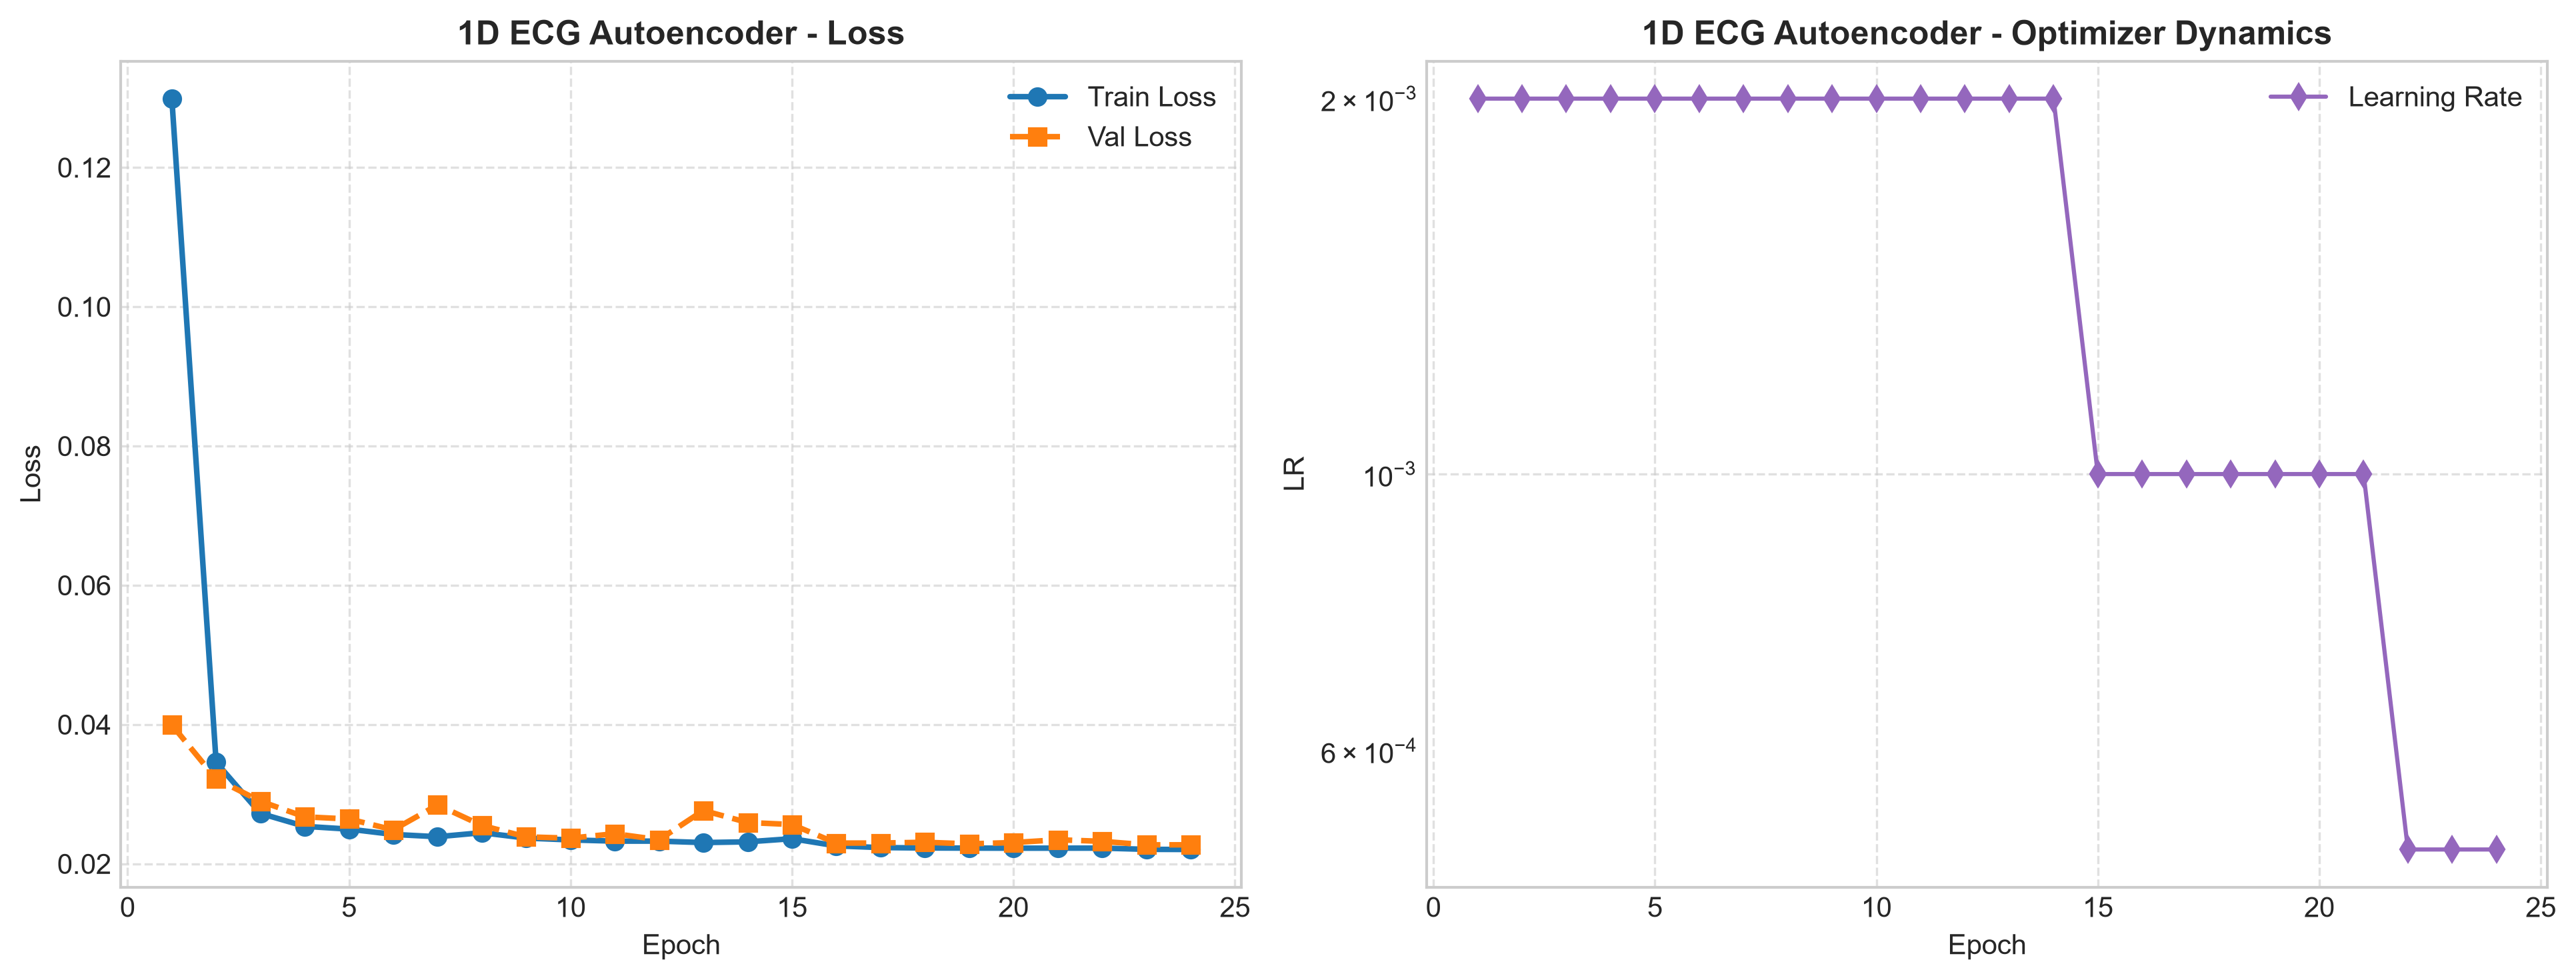 1D ECG Autoencoder - Loss
Train Loss
Val Loss
0.12
0.10
0.08
0.06
0.04
0.02
Loss
0 5 10 15 20 25
Epoch
1D ECG Autoencoder - Optimizer Dynamics
Learning Rate
2 × 10⁻³
10⁻³
6 × 10⁻⁴
LR
0 5 10 15 20 25
Epoch